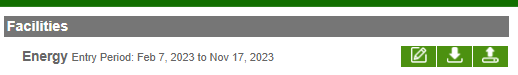 Facilities
Energy Entry Period: Feb 7, 2023 to Nov 17, 2023